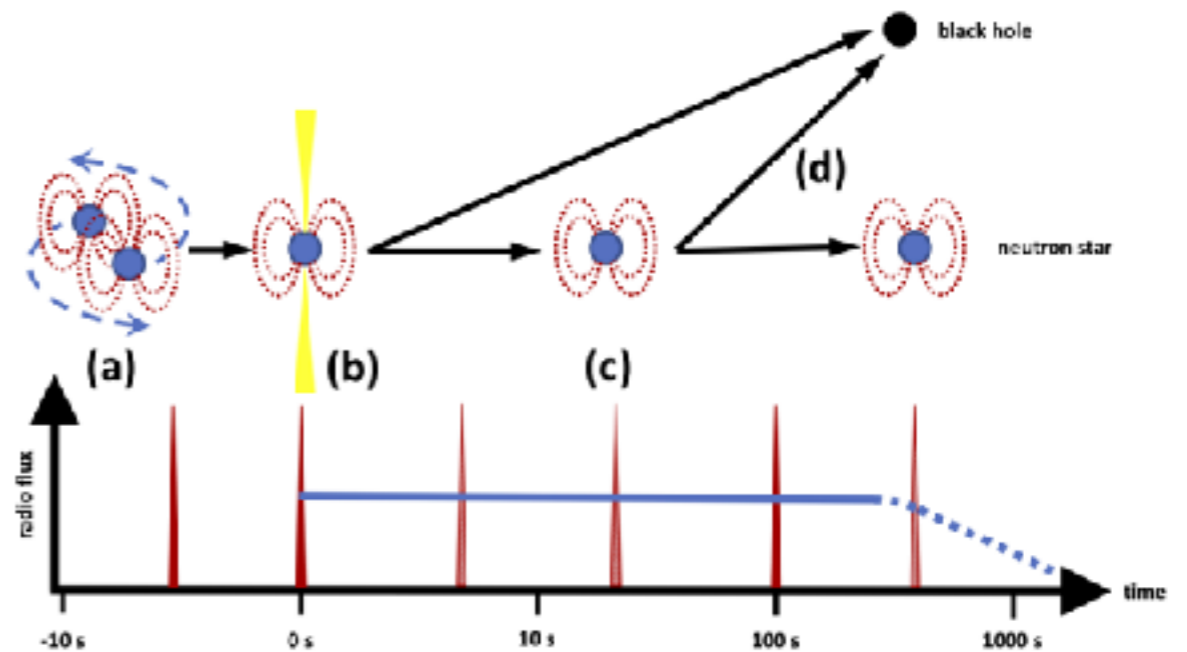 black hole
(d)
neutron star
(a)
(b)
(c)
radio flux
time
-10 s
0 s
10 s
100 s
1000 s